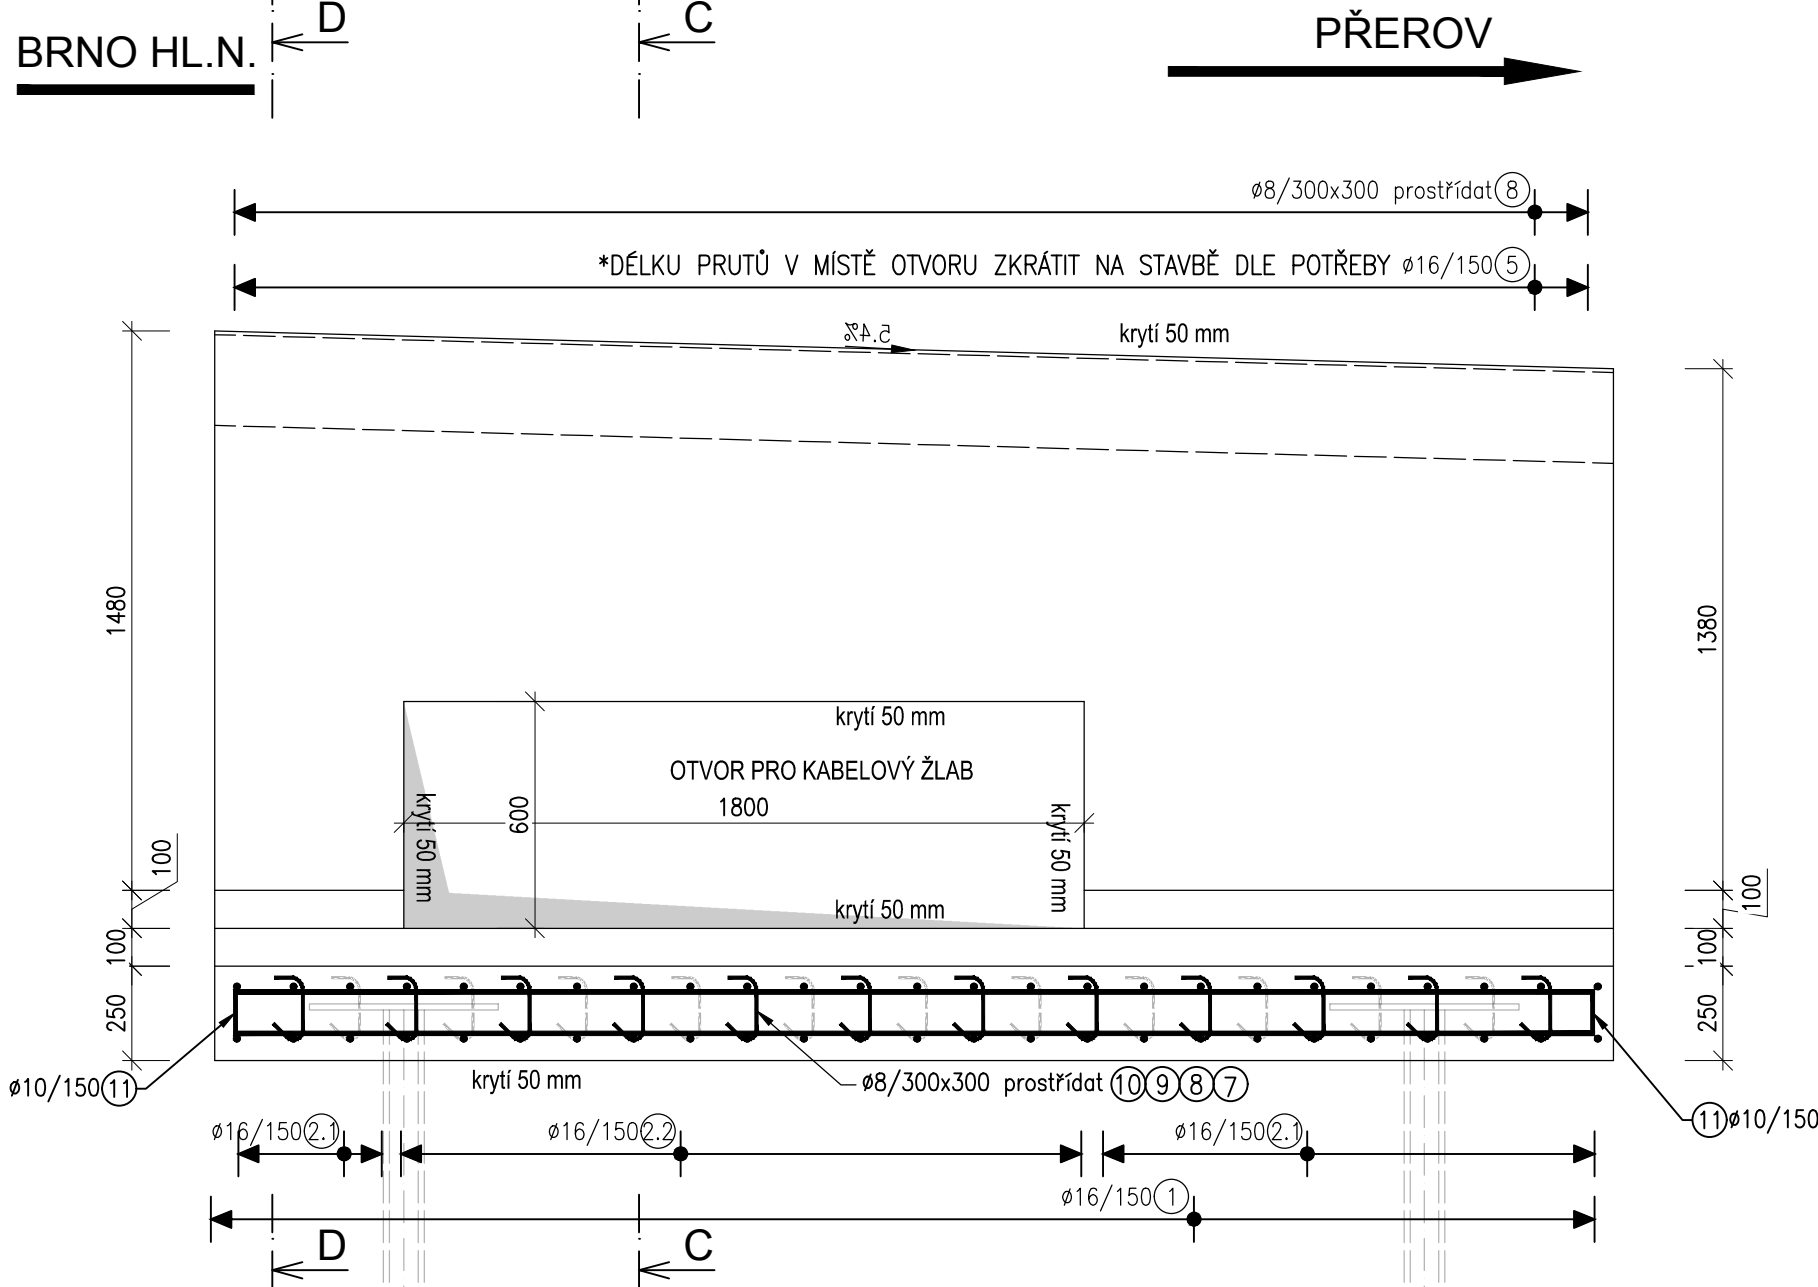 D
C
BRNO HL.N.
PŘEROV
ø8/300x300 prostřídat 8
*DÉLKU PRUTŮ V MÍSTĚ OTVORU ZKRÁTIT NA STAVBĚ DLE POTŘEBY ø16/150 5
5.4%
krytí 50 mm
1480
1380
krytí 50 mm
OTVOR PRO KABELOVÝ ŽLAB
1800
600
krytí 50 mm
krytí 50 mm
krytí 50 mm
100
100
100
100
250
250
ø10/150 11
krytí 50 mm
ø8/300x300 prostřídat 10 9 8 7
11 ø10/150
ø16/150 2.1
ø16/150 2.2
ø16/150 2.1
ø16/150 1
D
C